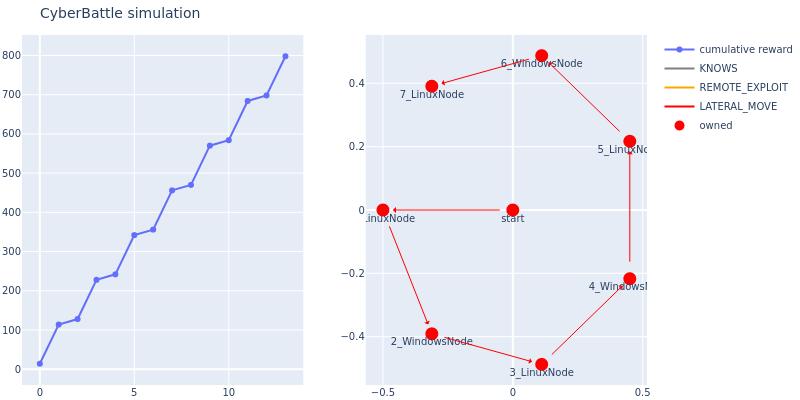 CyberBattle simulation
800
700
600
500
400
300
200
100
0
0
5
10
0.4
0.2
0
−0.2
−0.4
−0.5
0
0.5
6_WindowsNode
7_LinuxNode
5_LinuxNo
.inuxNode
start
4_WindowsN
2_WindowsNode
3_LinuxNode
cumulative reward
KNOWS
REMOTE_EXPLOIT
LATERAL_MOVE
owned